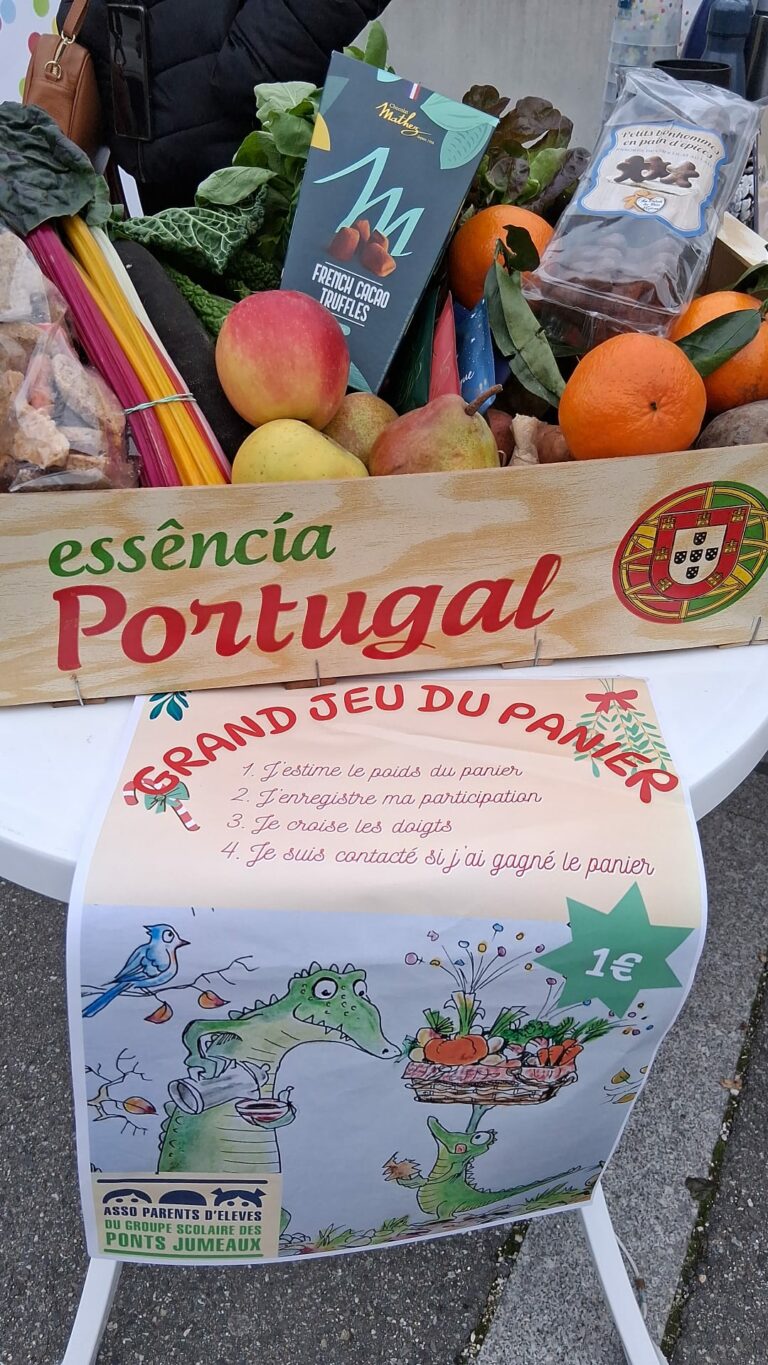 Chocolat
Mathez
M
FRENCH CACAO
TRUFFLES
Petits bonhommes
en pain d'épices
essência
Portugal
GRAND JEU DU PANIER
1. J'estime le poids du panier
2. J'enregistre ma participation
3. Je croise les doigts
4. Je suis contacté si j'ai gagné le panier
1€
ASSO PARENTS D'ELEVES
DU GROUPE SCOLAIRE DES
PONTS JUMEAUX